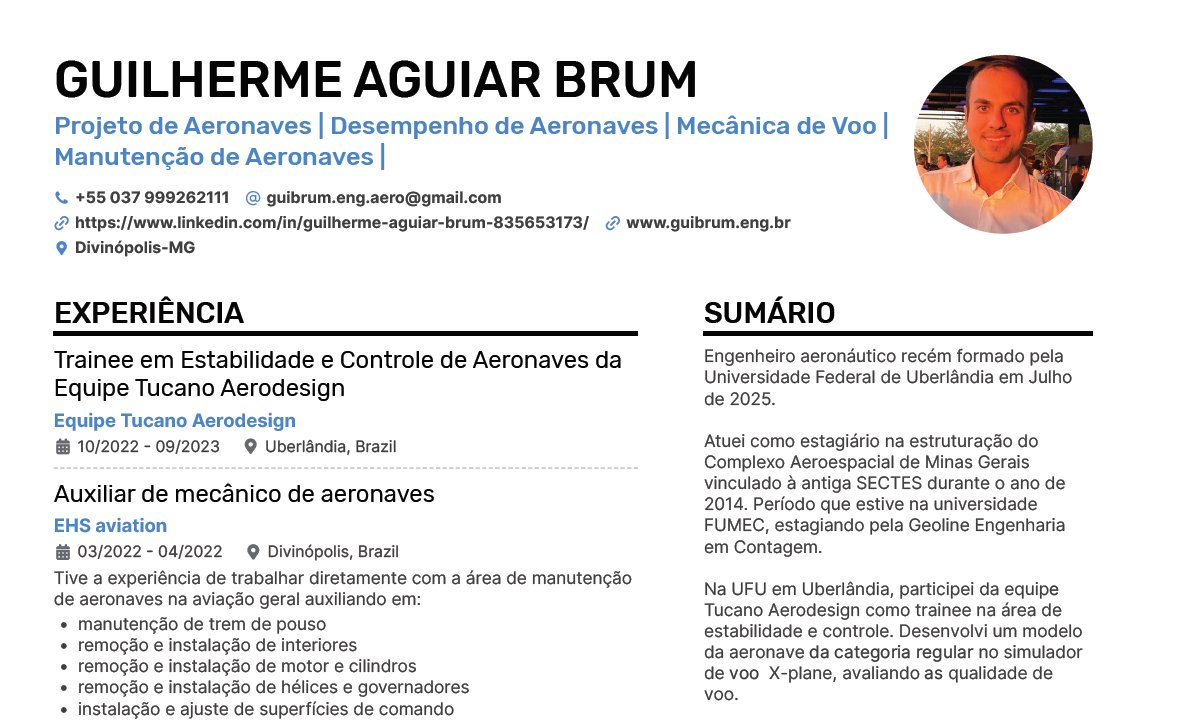 GUILHERME AGUIAR BRUM
Projeto de Aeronaves | Desempenho de Aeronaves | Mecânica de Voo |
Manutenção de Aeronaves |
+55 037 999262111 guibrum.eng.aero@gmail.com
https://www.linkedin.com/in/guilherme-aguiar-brum-835653173/ www.guibrum.eng.br
Divinópolis-MG
EXPERIÊNCIA
Trainee em Estabilidade e Controle de Aeronaves da
Equipe Tucano Aerodesign
Equipe Tucano Aerodesign
10/2022 - 09/2023 Uberlândia, Brazil
Auxiliar de mecânico de aeronaves
EHS aviation
03/2022 - 04/2022 Divinópolis, Brazil
Tive a experiência de trabalhar diretamente com a área de manutenção
de aeronaves na aviação geral auxiliando em:
• manutenção de trem de pouso
• remoção e instalação de interiores
• remoção e instalação de motor e cilindros
• remoção e instalação de hélices e governadores
• instalação e ajuste de superfícies de comando
SUMÁRIO
Engenheiro aeronáutico recém formado pela
Universidade Federal de Uberlândia em Julho
de 2025.
Atuei como estagiário na estruturação do
Complexo Aeroespacial de Minas Gerais
vinculado à antiga SECTES durante o ano de
2014. Período que estive na universidade
FUMEC, estagiando pela Geoline Engenharia
em Contagem.
Na UFU em Uberlândia, participei da equipe
Tucano Aerodesign como trainee na área de
estabilidade e controle. Desenvolvi um modelo
da aeronave da categoria regular no simulador
de voo X-plane, avaliando as qualidade de
voo.